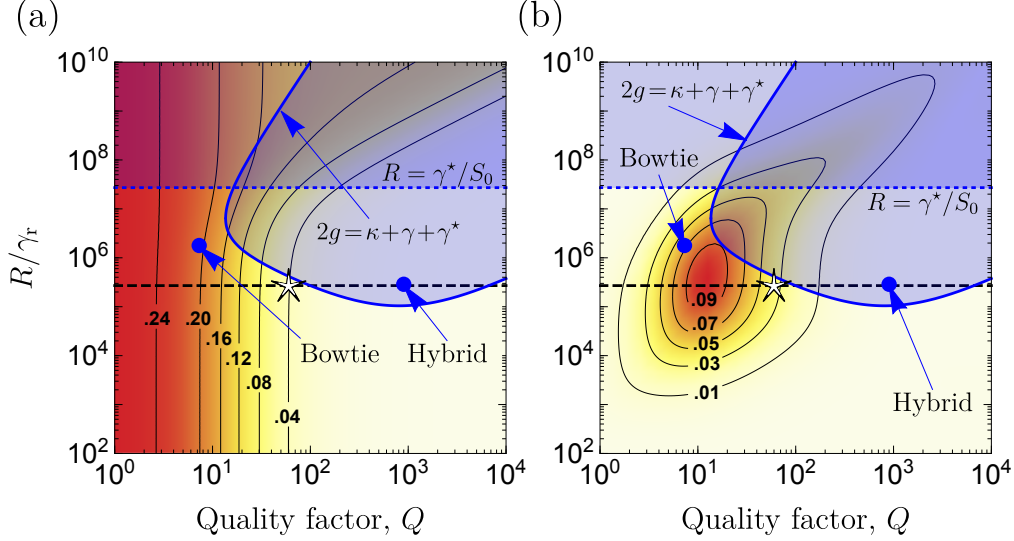 (a)
10^10
10^8
10^6
10^4
10^2
R/γ_r
R = γ*/S_0
2g=κ+γ+γ*
.24
.20
.16
.12
.08
.04
Bowtie
Hybrid
10^0
10^1
10^2
10^3
10^4
Quality factor, Q
(b)
10^10
10^8
10^6
10^4
10^2
2g=κ+γ+γ*
Bowtie
R = γ*/S_0
.09
.07
.05
.03
.01
Hybrid
10^0
10^1
10^2
10^3
10^4
Quality factor, Q